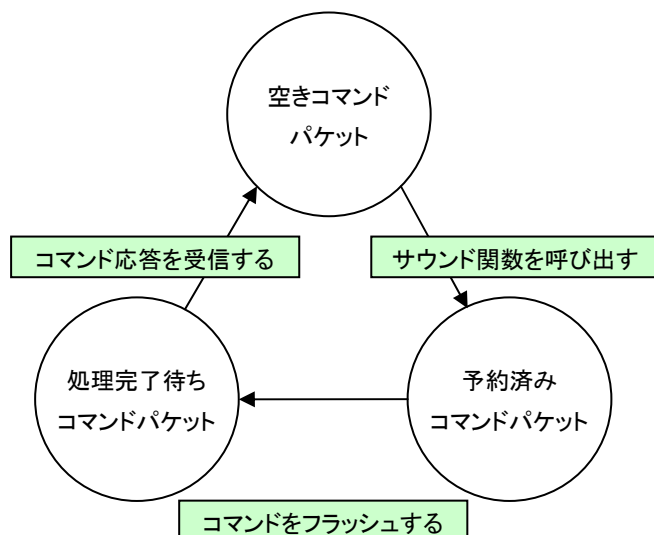 空きコマンド
パケット
コマンド応答を受信する
サウンド関数を呼び出す
処理完了待ち
コマンドパケット
予約済み
コマンドパケット
コマンドをフラッシュする